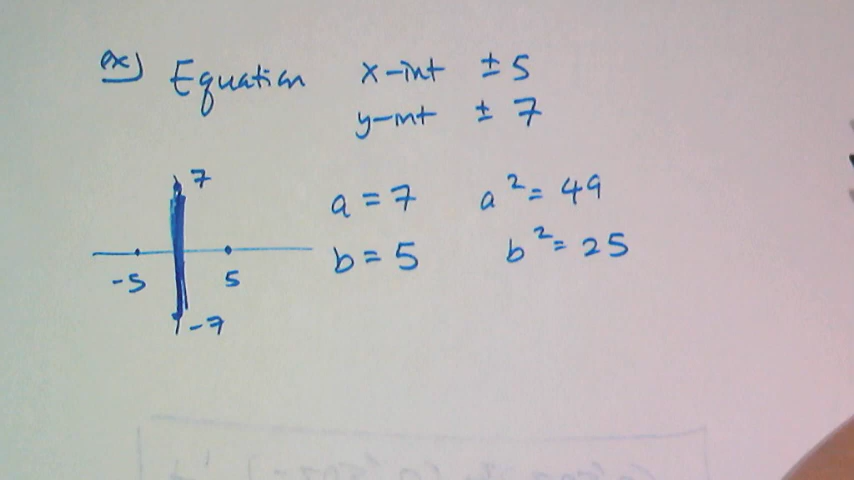 ex) Equation x-int ± 5
y-int ± 7
7
a = 7 a² = 49
b = 5 b² = 25
-5 5
-7